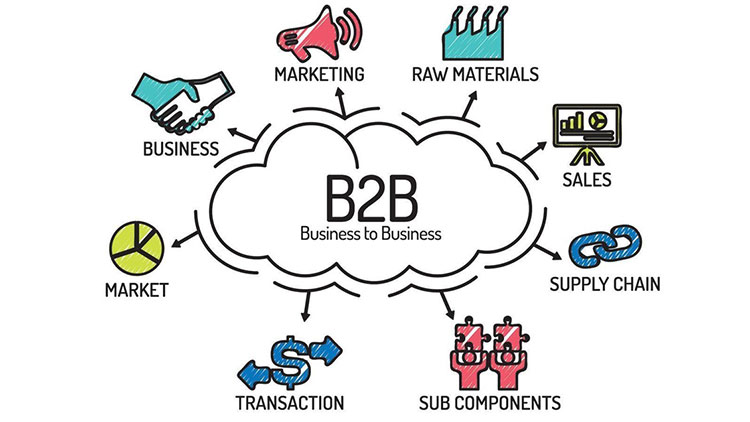 MARKETING
RAW MATERIALS
BUSINESS
SALES
B2B
Business to Business
MARKET
SUPPLY CHAIN
TRANSACTION
SUB COMPONENTS